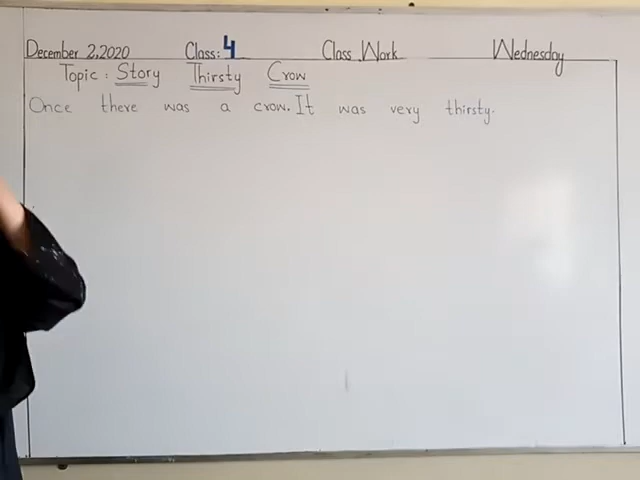 December 2,2020 Class: 4 Class Work Wednesday
Topic: Story Thirsty Crow
Once there was a crow. It was very thirsty.